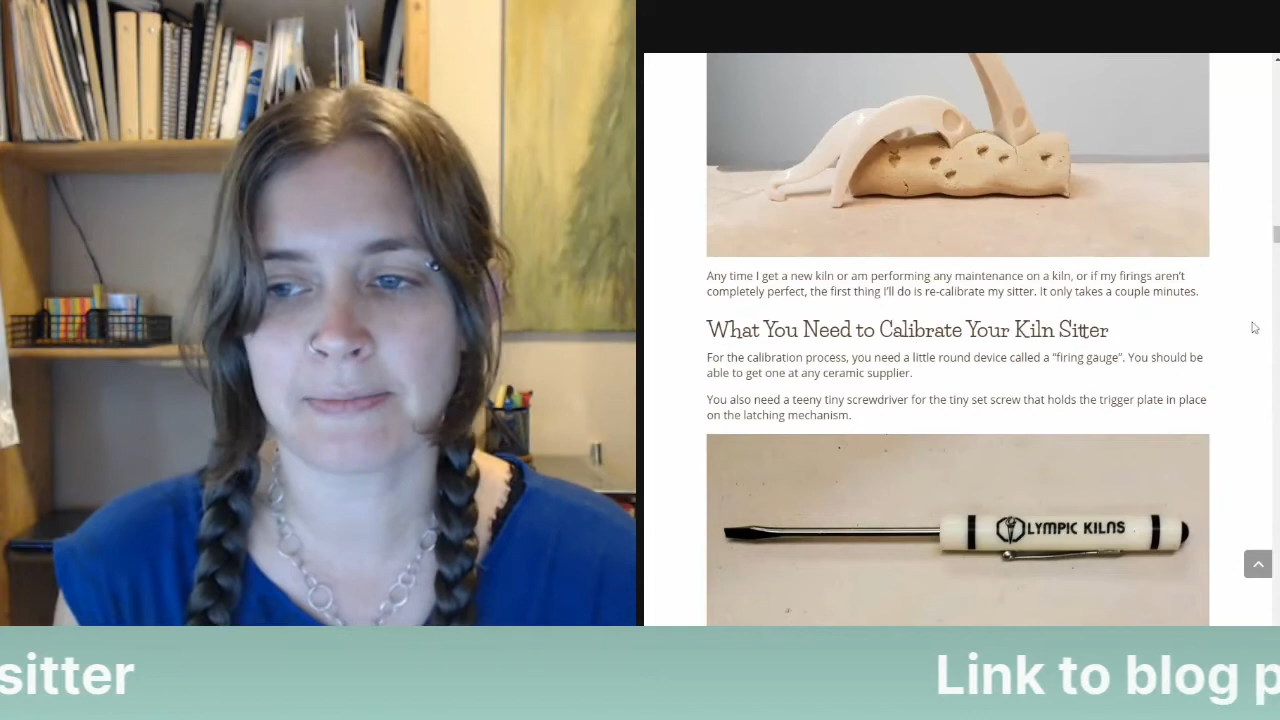 Any time I get a new kiln or am performing any maintenance on a kiln, or if my firings aren't
completely perfect, the first thing I'll do is re-calibrate my sitter. It only takes a couple minutes.
What You Need to Calibrate Your Kiln Sitter
For the calibration process, you need a little round device called a “firing gauge”. You should be
able to get one at any ceramic supplier.
You also need a teeny tiny screwdriver for the tiny set screw that holds the trigger plate in place
on the latching mechanism.
LYMPIC KILNS
sitter
Link to blog p